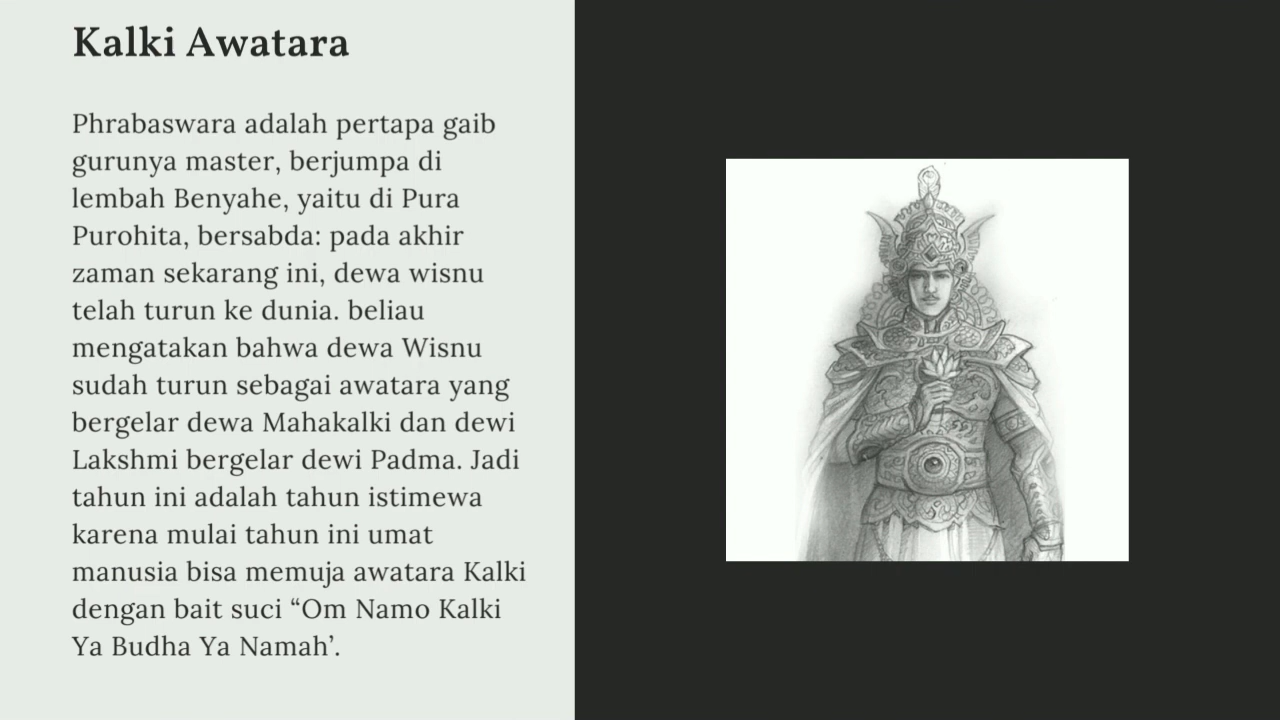 Kalki Awatara
Phrabaswara adalah pertapa gaib
gurunya master, berjumpa di
lembah Benyahe, yaitu di Pura
Purohita, bersabda: pada akhir
zaman sekarang ini, dewa wisnu
telah turun ke dunia. beliau
mengatakan bahwa dewa Wisnu
sudah turun sebagai awatara yang
bergelar dewa Mahakalki dan dewi
Lakshmi bergelar dewi Padma. Jadi
tahun ini adalah tahun istimewa
karena mulai tahun ini umat
manusia bisa memuja awatara Kalki
dengan bait suci “Om Namo Kalki
Ya Budha Ya Namah’.